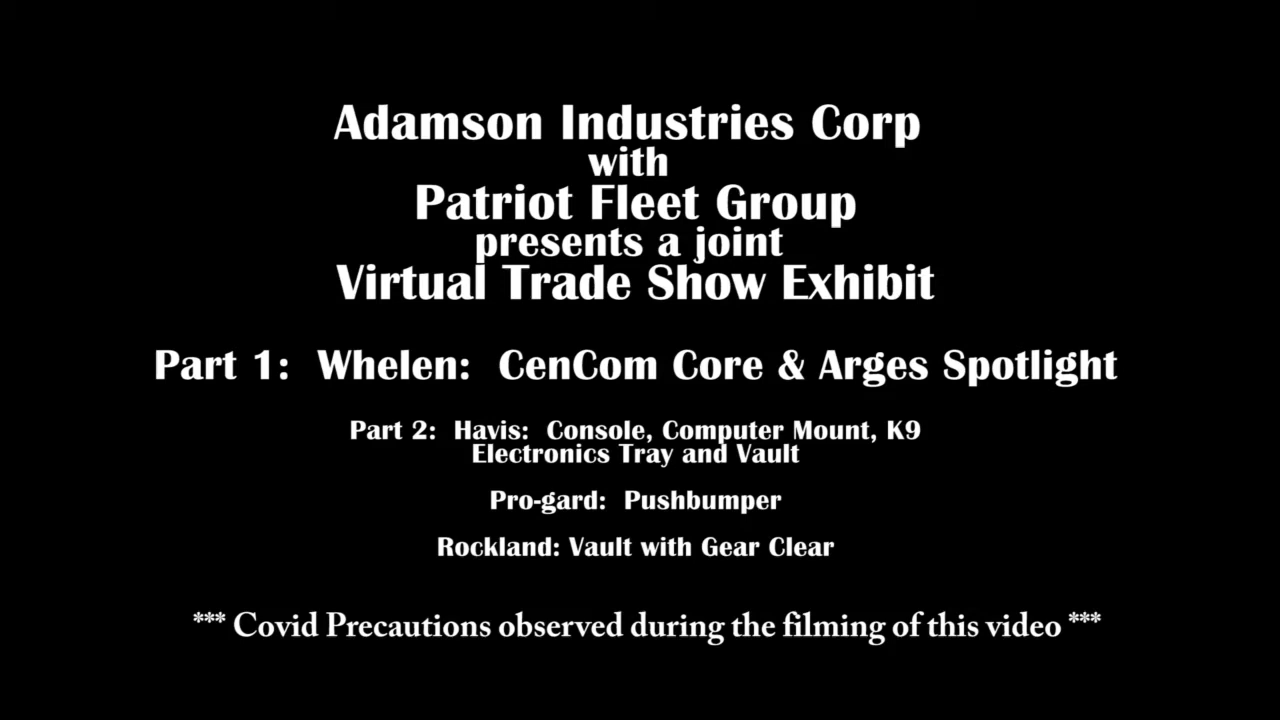 Adamson Industries Corp
with
Patriot Fleet Group
presents a joint
Virtual Trade Show Exhibit
Part 1: Whelen: CenCom Core & Arges Spotlight
Part 2: Havis: Console, Computer Mount, K9
Electronics Tray and Vault
Pro-gard: Pushbumper
Rockland: Vault with Gear Clear
*** Covid Precautions observed during the filming of this video ***